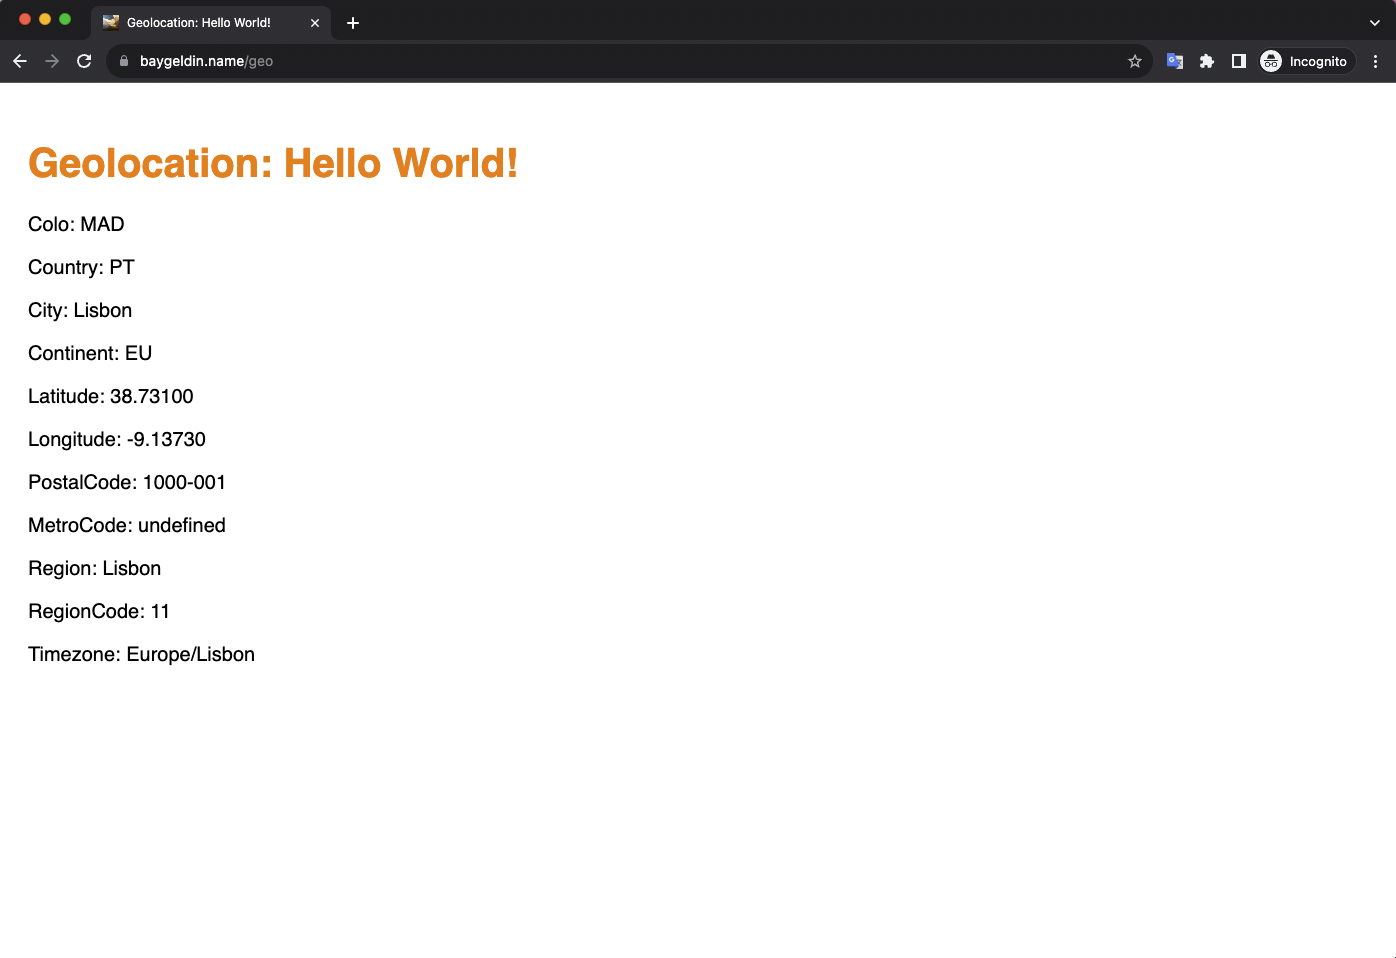 Geolocation: Hello World!
baygeldin.name/geo
Incognito
Geolocation: Hello World!
Colo: MAD
Country: PT
City: Lisbon
Continent: EU
Latitude: 38.73100
Longitude: -9.13730
PostalCode: 1000-001
MetroCode: undefined
Region: Lisbon
RegionCode: 11
Timezone: Europe/Lisbon